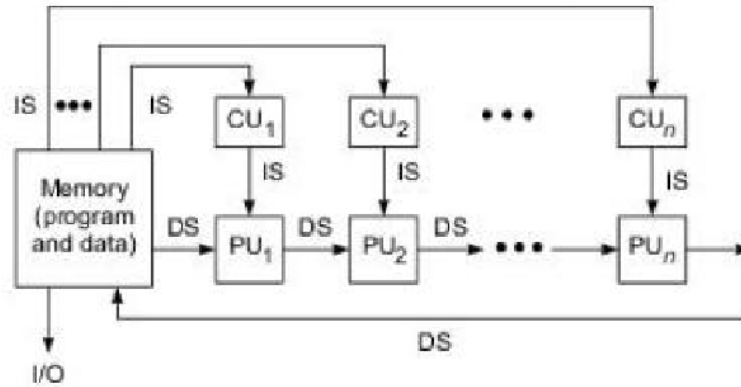 IS
IS
CU1
CU2
CUn
IS
IS
IS
Memory
(program
and data)
DS
PU1
DS
PU2
DS
PUn
DS
I/O